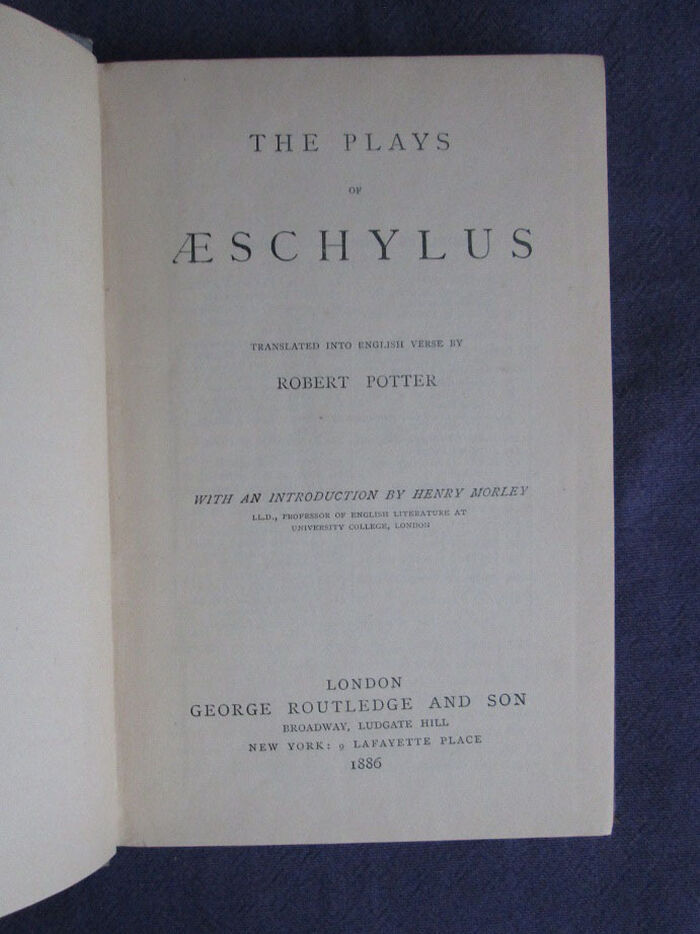 THE PLAYS
OF
ÆSCHYLUS
TRANSLATED INTO ENGLISH VERSE BY
ROBERT POTTER
WITH AN INTRODUCTION BY HENRY MORLEY
LL.D., PROFESSOR OF ENGLISH LITERATURE AT
UNIVERSITY COLLEGE, LONDON
LONDON
GEORGE ROUTLEDGE AND SON
BROADWAY, LUDGATE HILL
NEW YORK: 9 LAFAYETTE PLACE
1886